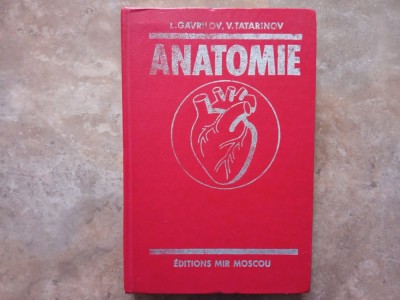 L.GAVRILOV, V.TATARINOV
ANATOMIE
ÉDITIONS MIR MOSCOU